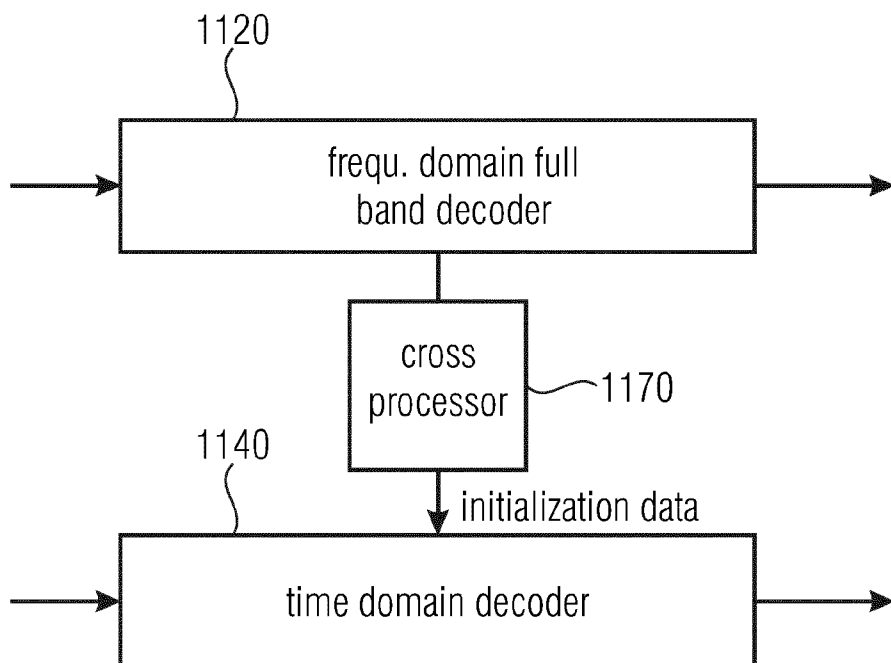 1120
frequ. domain full
band decoder
cross
processor
1170
1140
initialization data
time domain decoder